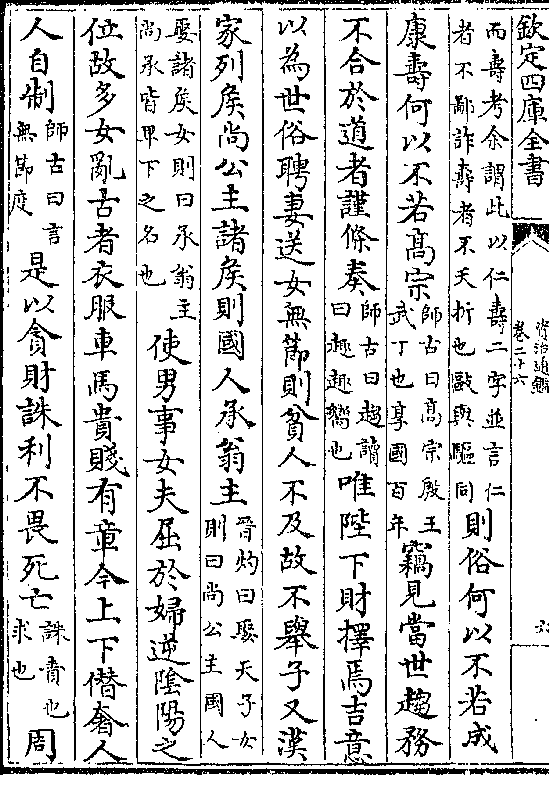 欽定四庫全書
資治通鑑
卷二十六
六
而壽考余謂此以仁壽二字並言仁
者不鄙詐壽者不夭折也敺與驅同
則俗何以不若成
康壽何以不若髙宗
師古曰髙宗殷王
武丁也享國百年
竊見當世趨務
不合於道者謹條奏
師古曰趨讀
曰趣趣嚮也
唯陛下財擇焉吉意
以為世俗聘妻送女無節則貧人不及故不舉子又漢
家列侯尚公主諸侯則國人承翁主
晉灼曰娶天子女
則曰尚公主國人
娶諸侯女則曰承翁主
尚承皆卑下之名也
使男事女夫屈於婦逆陰陽之
位故多女亂古者衣服車馬貴賤有章今上下僭奢人
人自制
師古曰言
無節度
是以貪財誅利不畏死亡
誅責也
求也
周